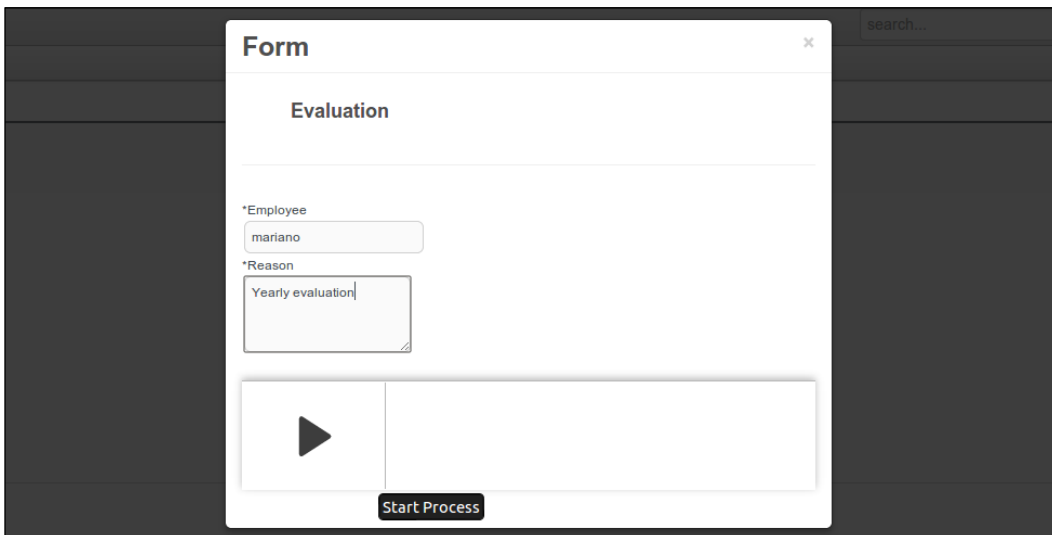 search...
Form
×
Evaluation
*Employee
mariano
*Reason
Yearly evaluation
Start Process